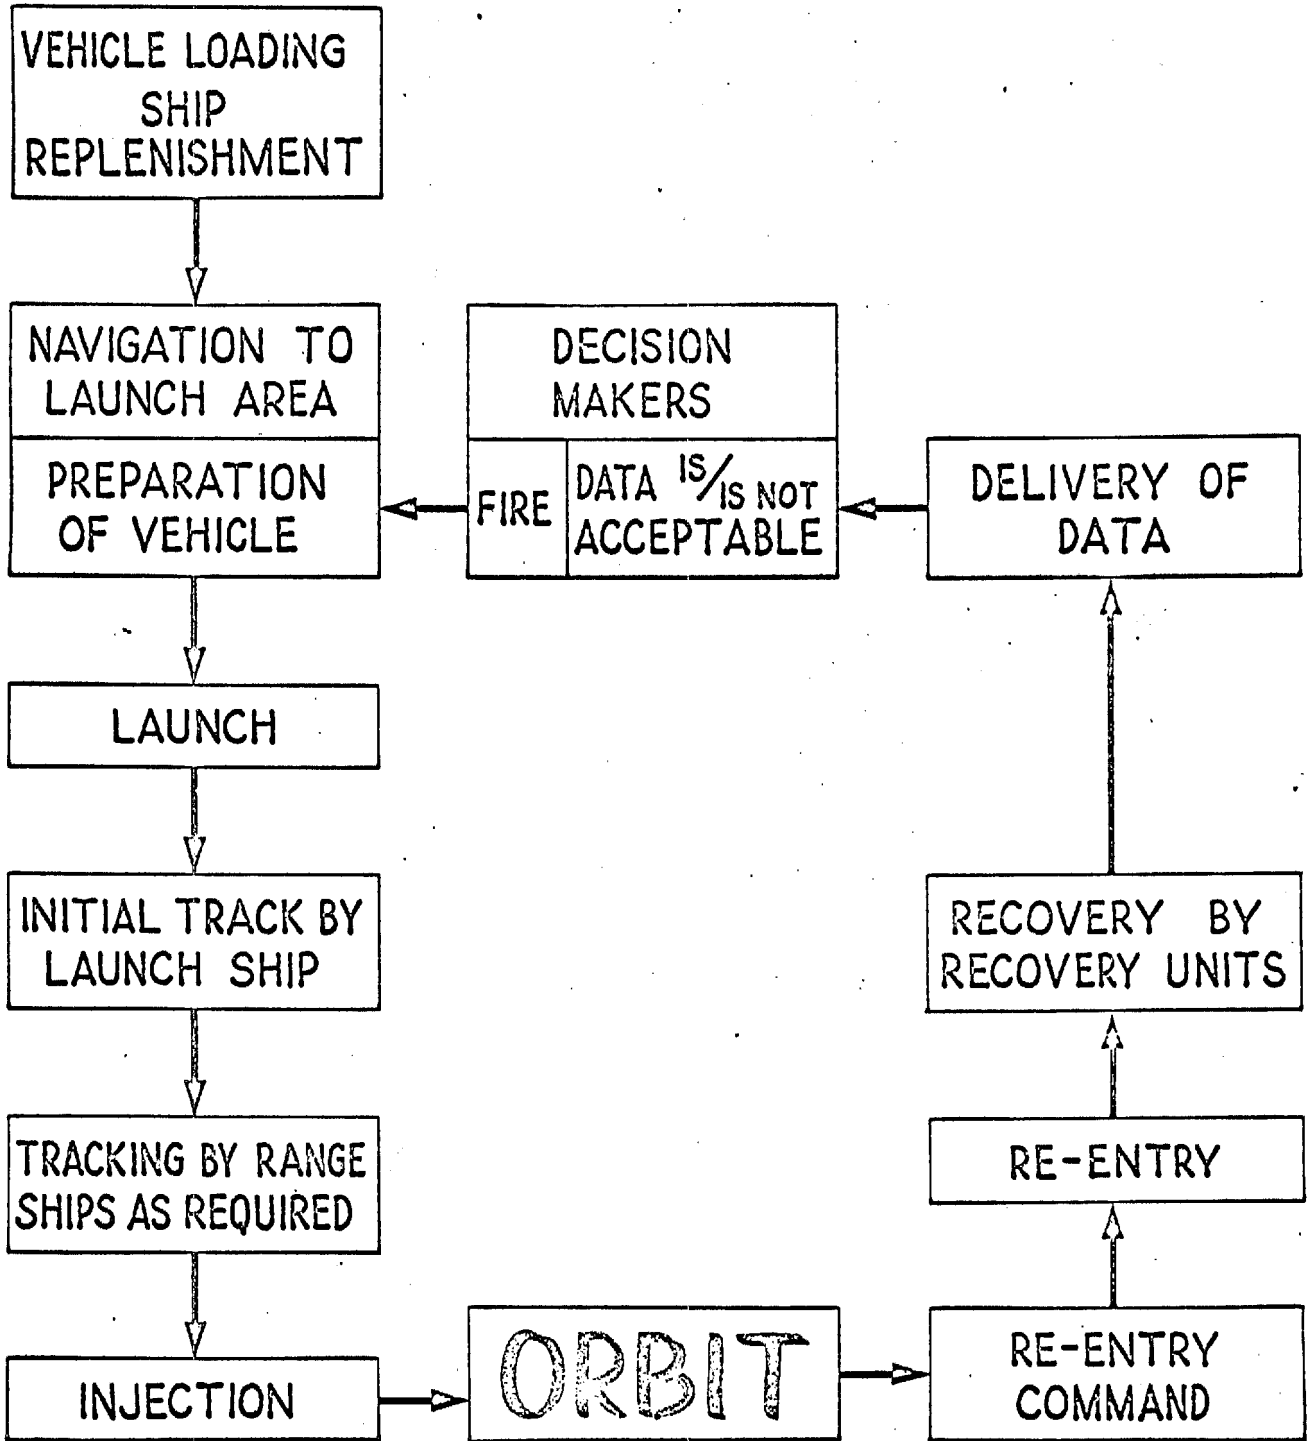 VEHICLE LOADING
SHIP
REPLENISHMENT
NAVIGATION TO
LAUNCH AREA
PREPARATION
OF VEHICLE
LAUNCH
INITIAL TRACK BY
LAUNCH SHIP
TRACKING BY RANGE
SHIPS AS REQUIRED
INJECTION
ORBIT
RE-ENTRY
COMMAND
RE-ENTRY
RECOVERY BY
RECOVERY UNITS
DELIVERY OF
DATA
DECISION
MAKERS
DATA IS/IS NOT
ACCEPTABLE
FIRE